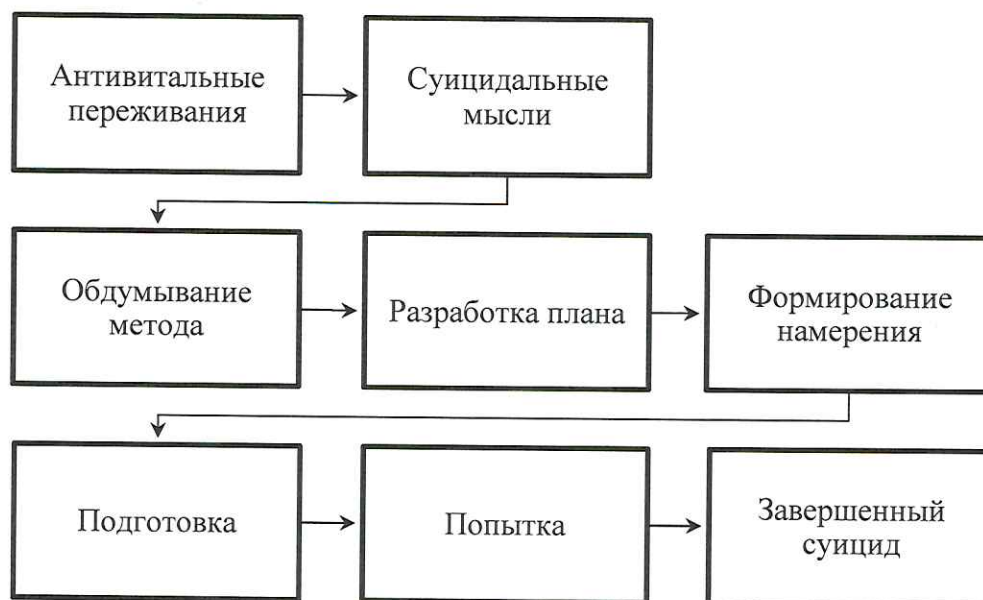 Антивитальные
переживания
Суицидальные
мысли
Обдумывание
метода
Разработка плана
Формирование
намерения
Подготовка
Попытка
Завершенный
суицид